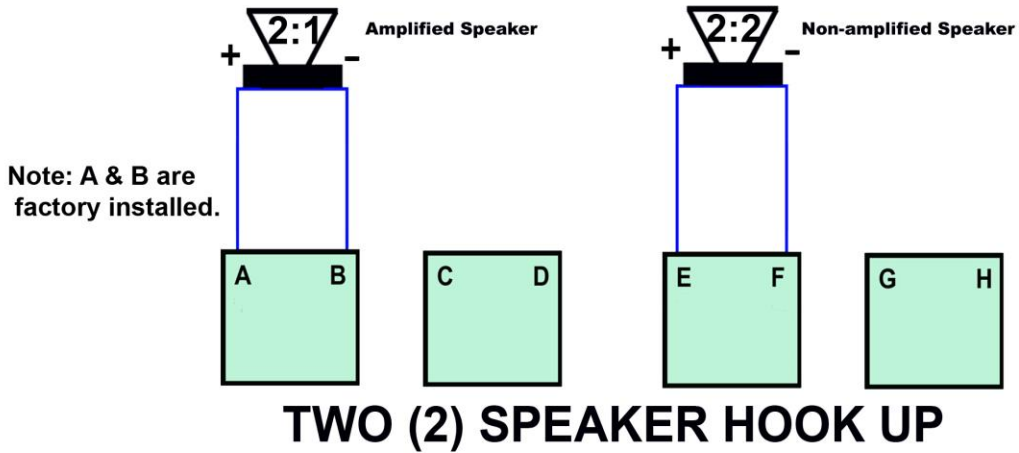 2:1 Amplified Speaker
+ -
2:2 Non-amplified Speaker
+ -
Note: A & B are
factory installed.
A B
C D
E F
G H
TWO (2) SPEAKER HOOK UP